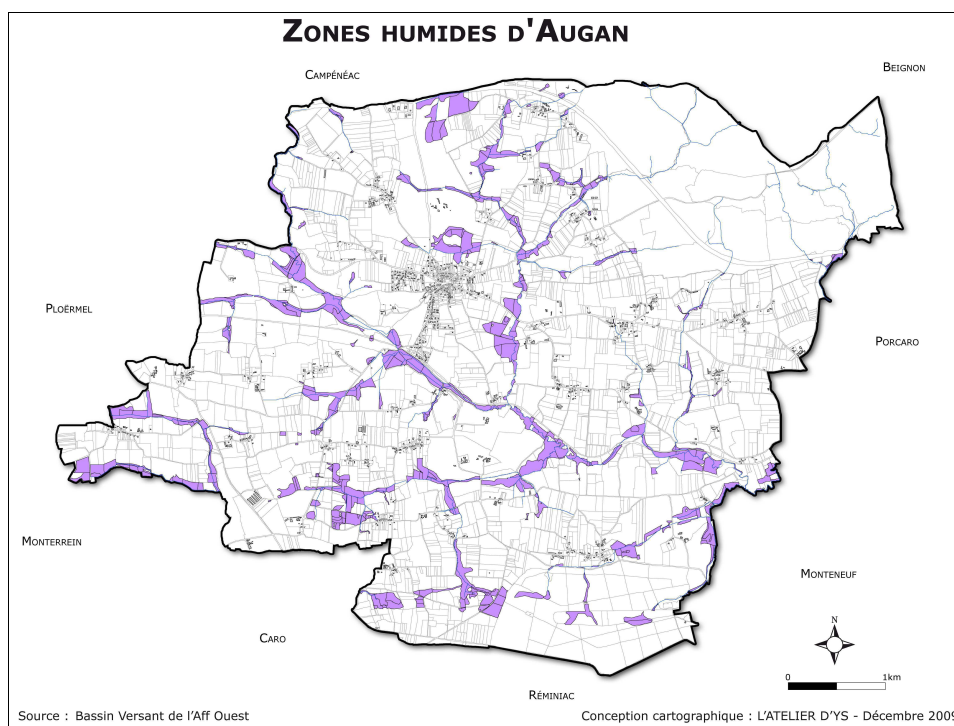 ZONES HUMIDES D'AUGAN
CAMPÉNÉAC
BEIGNON
PLOËRMEL
PORCARO
MONTERREIN
MONTENEUF
CARO
N
0 1km
RÉMINIAC
Source : Bassin Versant de l'Aff Ouest
Conception cartographique : L'ATELIER D'YS - Décembre 2009